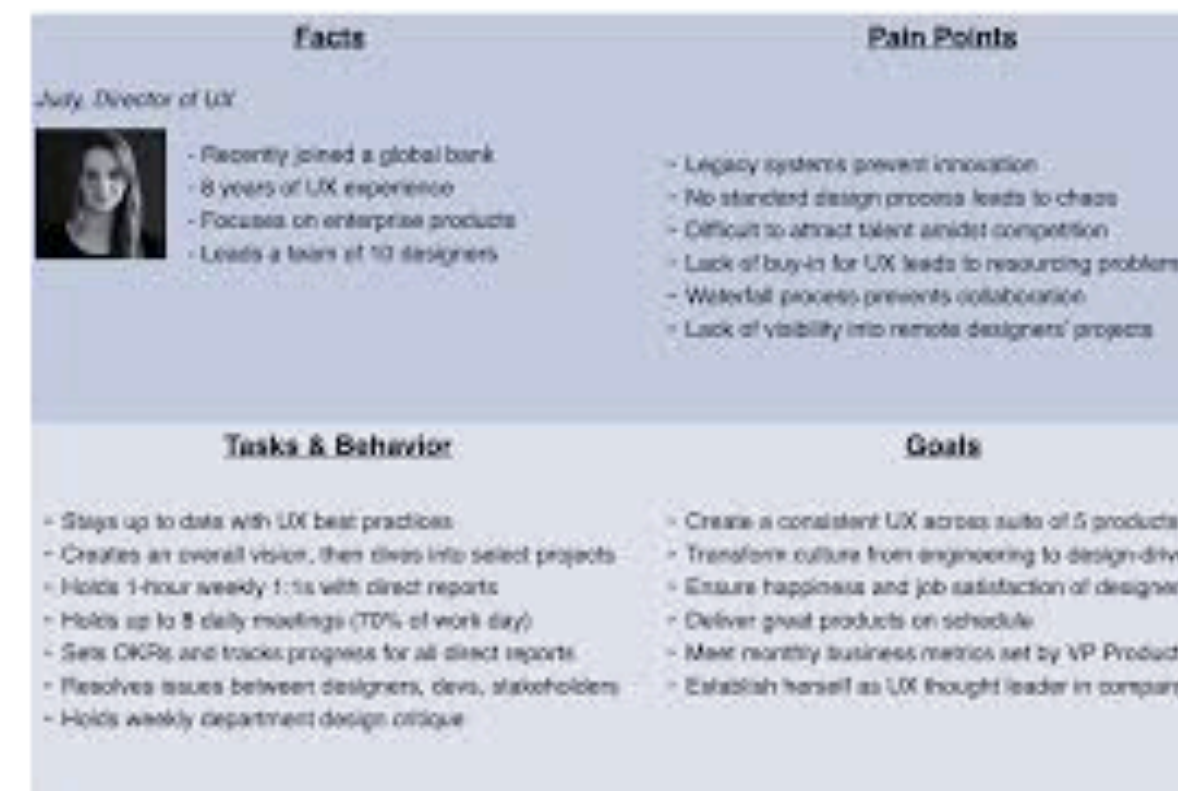 Facts
Judy, Director of UX
- Recently joined a global bank
- 8 years of UX experience
- Focuses on enterprise products
- Leads a team of 10 designers
Pain Points
- Legacy systems prevent innovation
- No standard design process leads to chaos
- Difficult to attract talent amidst competition
- Lack of buy-in for UX leads to resourcing problem
- Waterfall process prevents collaboration
- Lack of visibility into remote designers' projects
Tasks & Behavior
- Stays up to date with UX best practices
- Creates an overall vision, then dives into select projects
- Holds 1-hour weekly 1:1s with direct reports
- Holds up to 8 daily meetings (70% of work day)
- Sets OKRs and tracks progress for all direct reports
- Resolves issues between designers, devs, stakeholders
- Holds weekly department design critique
Goals
- Create a consistent UX across suite of 5 products
- Transform culture from engineering to design-driv
- Ensure happiness and job satisfaction of designe
- Deliver great products on schedule
- Meet monthly business metrics set by VP Product
- Establish herself as UX thought leader in compan